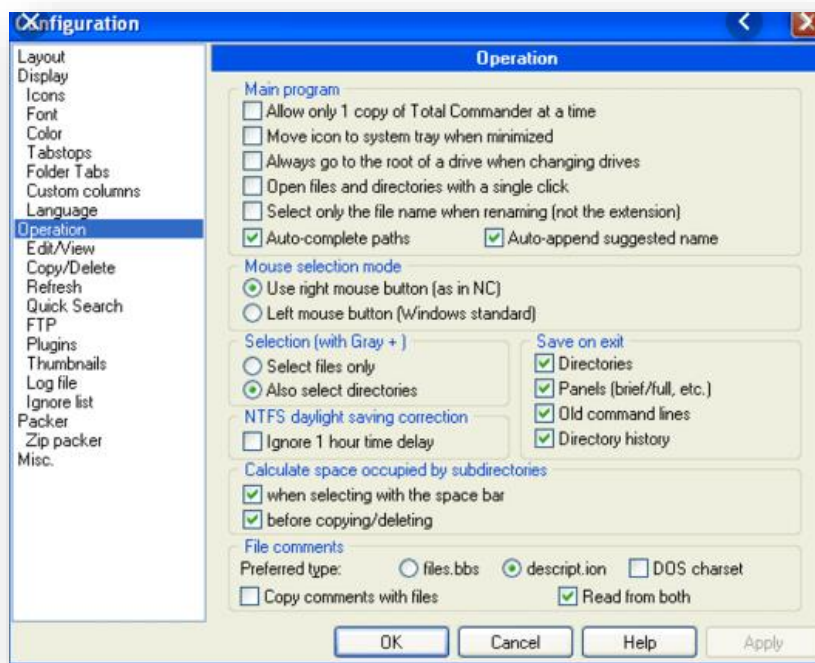 Configuration
Layout
Display
Icons
Font
Color
Tabstops
Folder Tabs
Custom columns
Language
Operation
Edit/View
Copy/Delete
Refresh
Quick Search
FTP
Plugins
Thumbnails
Log file
Ignore list
Packer
Zip packer
Misc.
Operation
Main program
Allow only 1 copy of Total Commander at a time
Move icon to system tray when minimized
Always go to the root of a drive when changing drives
Open files and directories with a single click
Select only the file name when renaming (not the extension)
Auto-complete paths Auto-append suggested name
Mouse selection mode
Use right mouse button (as in NC)
Left mouse button (Windows standard)
Selection (with Gray + )
Select files only
Also select directories
Save on exit
Directories
Panels (brief/full, etc.)
Old command lines
Directory history
NTFS daylight saving correction
Ignore 1 hour time delay
Calculate space occupied by subdirectories
when selecting with the space bar
before copying/deleting
File comments
Preferred type: files.bbs descript.ion DOS charset
Copy comments with files Read from both
OK Cancel Help Apply